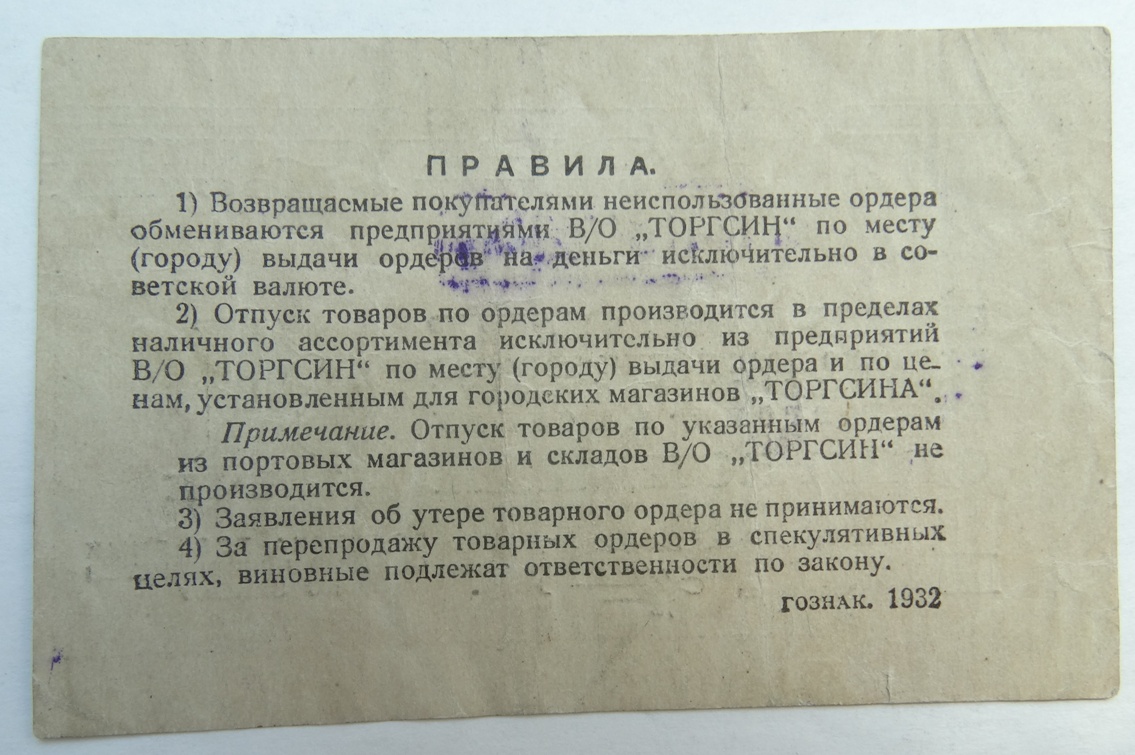 ПРАВИЛА.
1) Возвращаемые покупателями неиспользованные ордера
обмениваются предприятиями В/О „ТОРГСИН“ по месту
(городу) выдачи ордеров на деньги исключительно в со-
ветской валюте.
2) Отпуск товаров по ордерам производится в пределах
наличного ассортимента исключительно из предприятий
В/О „ТОРГСИН“ по месту (городу) выдачи ордера и по це-
нам, установленным для городских магазинов „ТОРГСИНА“.
Примечание. Отпуск товаров по указанным ордерам
из портовых магазинов и складов В/О „ТОРГСИН“ не
производится.
3) Заявления об утере товарного ордера не принимаются.
4) За перепродажу товарных ордеров в спекулятивных
целях, виновные подлежат ответственности по закону.
ГОЗНАК. 1932